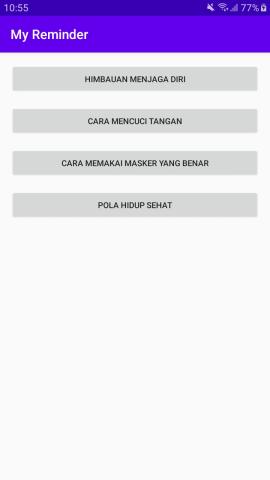 10:55
77%
My Reminder
HIMBAUAN MENJAGA DIRI
CARA MENCUCI TANGAN
CARA MEMAKAI MASKER YANG BENAR
POLA HIDUP SEHAT